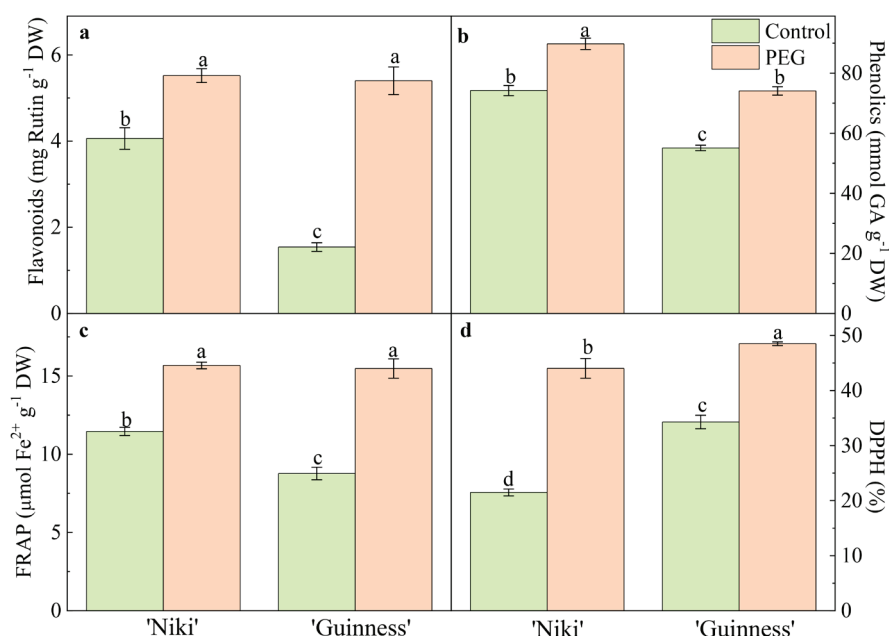 a
Flavonoids (mg Rutin g⁻¹ DW)
6
4
2
0
b
a
c
a
b
Control
PEG
Phenolics (mmol GA g⁻¹ DW)
80
60
40
20
0
b
a
c
b
c
FRAP (μmol Fe²⁺ g⁻¹ DW)
15
10
5
0
b
a
c
a
'Niki'
'Guinness'
d
DPPH (%)
50
40
30
20
10
0
d
b
c
a
'Niki'
'Guinness'